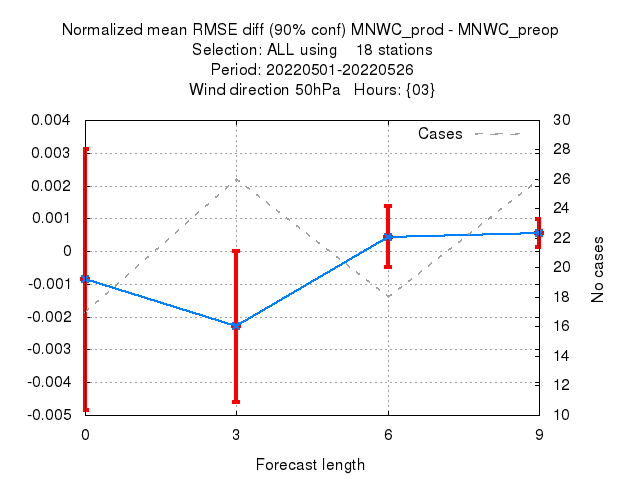 Normalized mean RMSE diff (90% conf) MNWC_prod - MNWC_preop
Selection: ALL using    18 stations
Period: 20220501-20220526
Wind direction 50hPa   Hours: {03}
Cases
0.004
0.003
0.002
0.001
0
-0.001
-0.002
-0.003
-0.004
-0.005
30
28
26
24
22
20
18
16
14
12
10
No cases
0 3 6 9
Forecast length